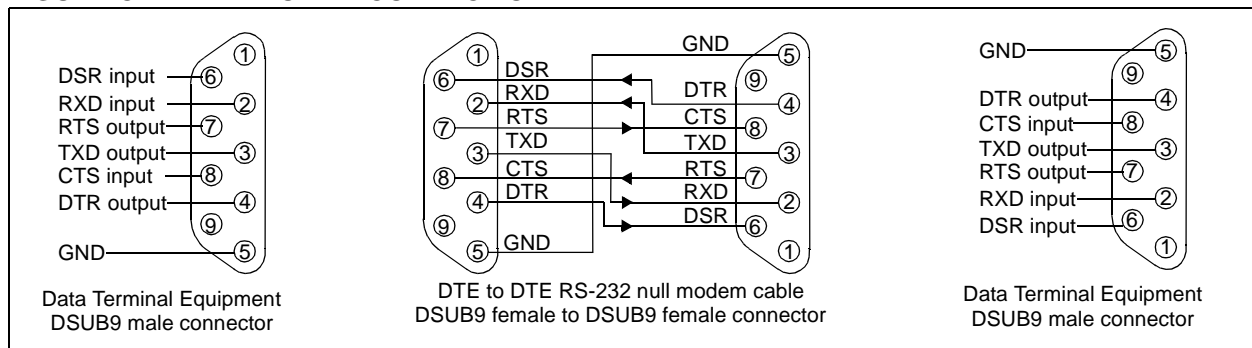 1
DSR input 6
RXD input 2
RTS output 7
TXD output 3
CTS input 8
DTR output 4
9
GND 5
Data Terminal Equipment
DSUB9 male connector
1 GND 5
6 DSR 9
2 RXD DTR 4
7 RTS CTS 8
3 TXD TXD 3
8 CTS RTS 7
4 DTR RXD 2
9 DSR 6
5 GND 1
DTE to DTE RS-232 null modem cable
DSUB9 female to DSUB9 female connector
GND 5
9
DTR output 4
CTS input 8
TXD output 3
RTS output 7
RXD input 2
DSR input 6
1
Data Terminal Equipment
DSUB9 male connector